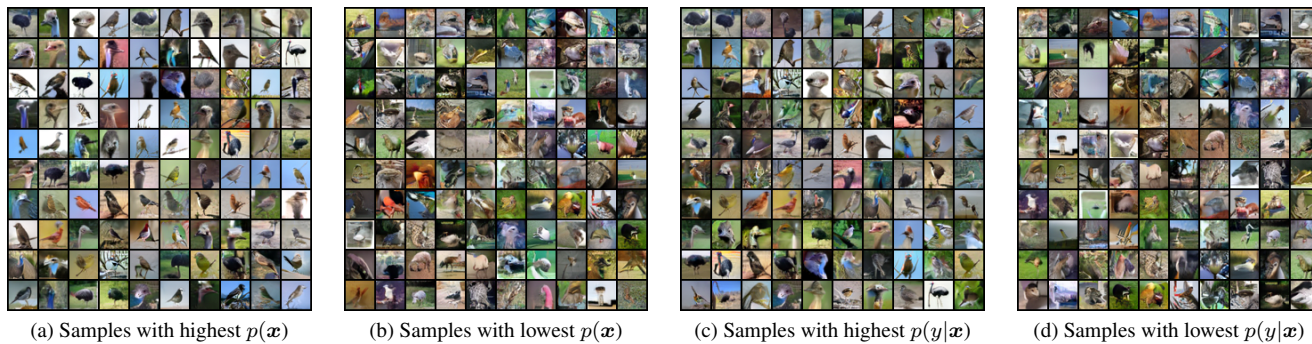 (a) Samples with highest p(x)
(b) Samples with lowest p(x)
(c) Samples with highest p(y|x)
(d) Samples with lowest p(y|x)